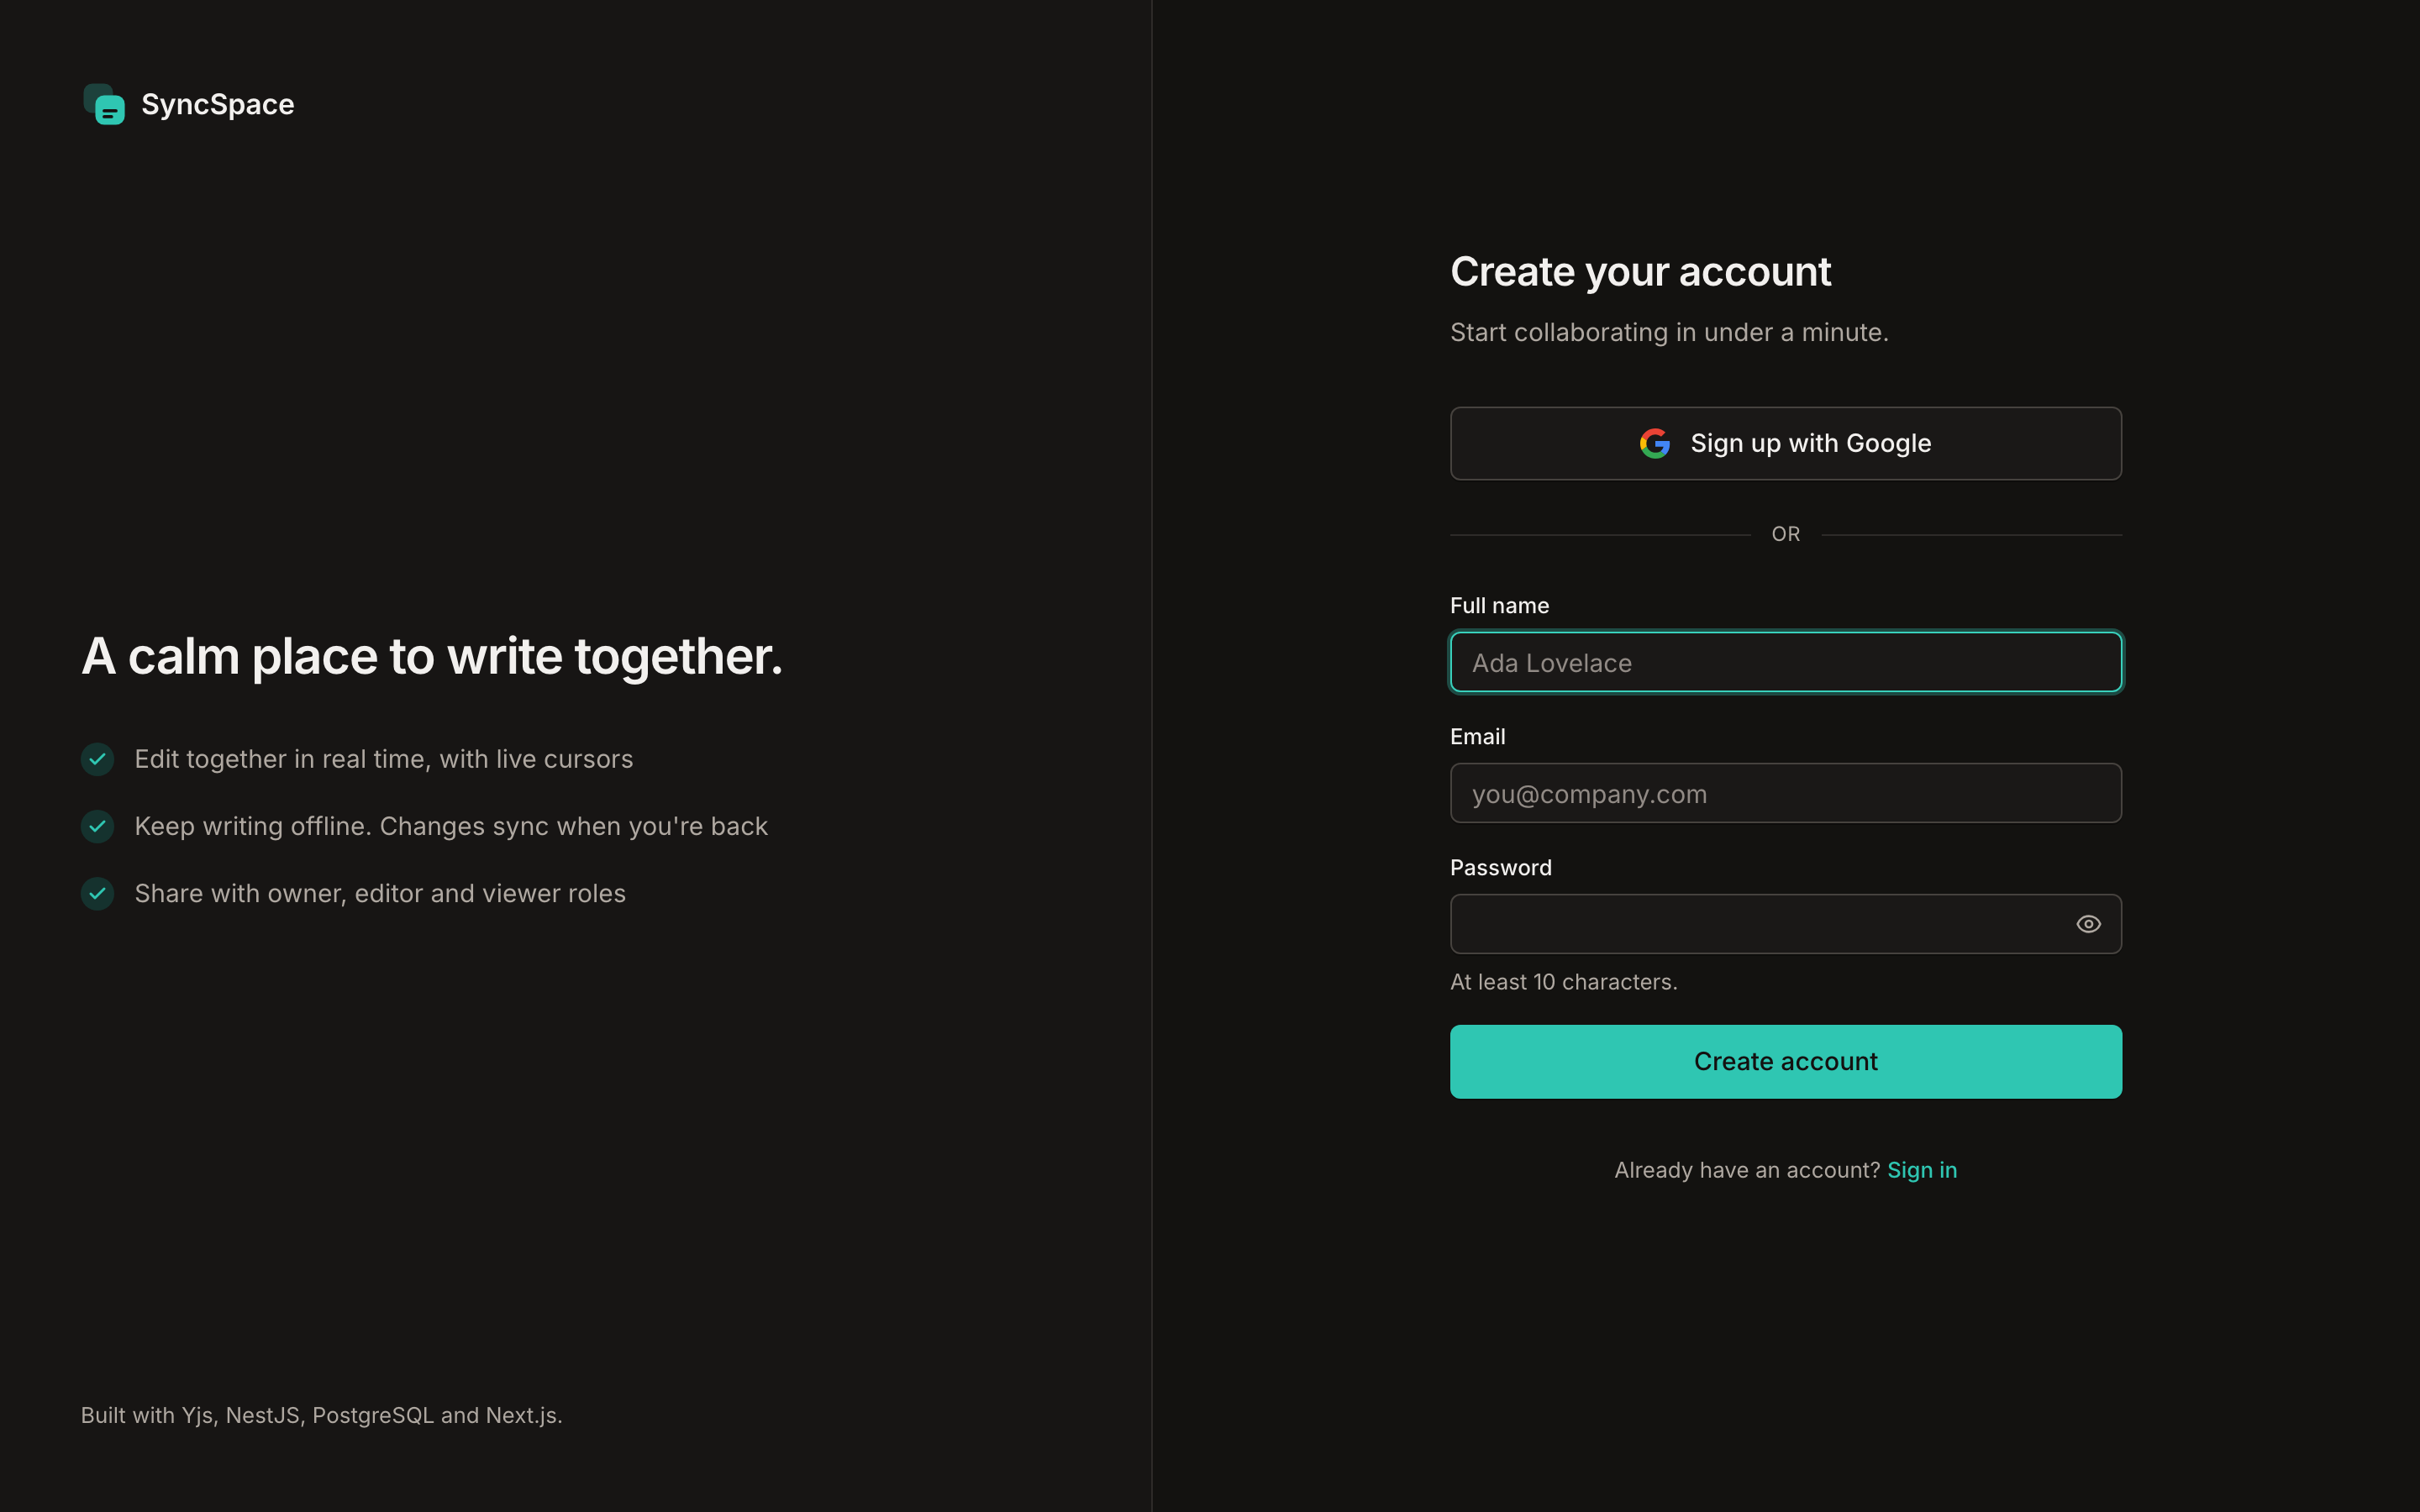 SyncSpace
A calm place to write together.
Edit together in real time, with live cursors
Keep writing offline. Changes sync when you're back
Share with owner, editor and viewer roles
Built with Yjs, NestJS, PostgreSQL and Next.js.
Create your account
Start collaborating in under a minute.
Sign up with Google
OR
Full name
Ada Lovelace
Email
you@company.com
Password
At least 10 characters.
Create account
Already have an account? Sign in